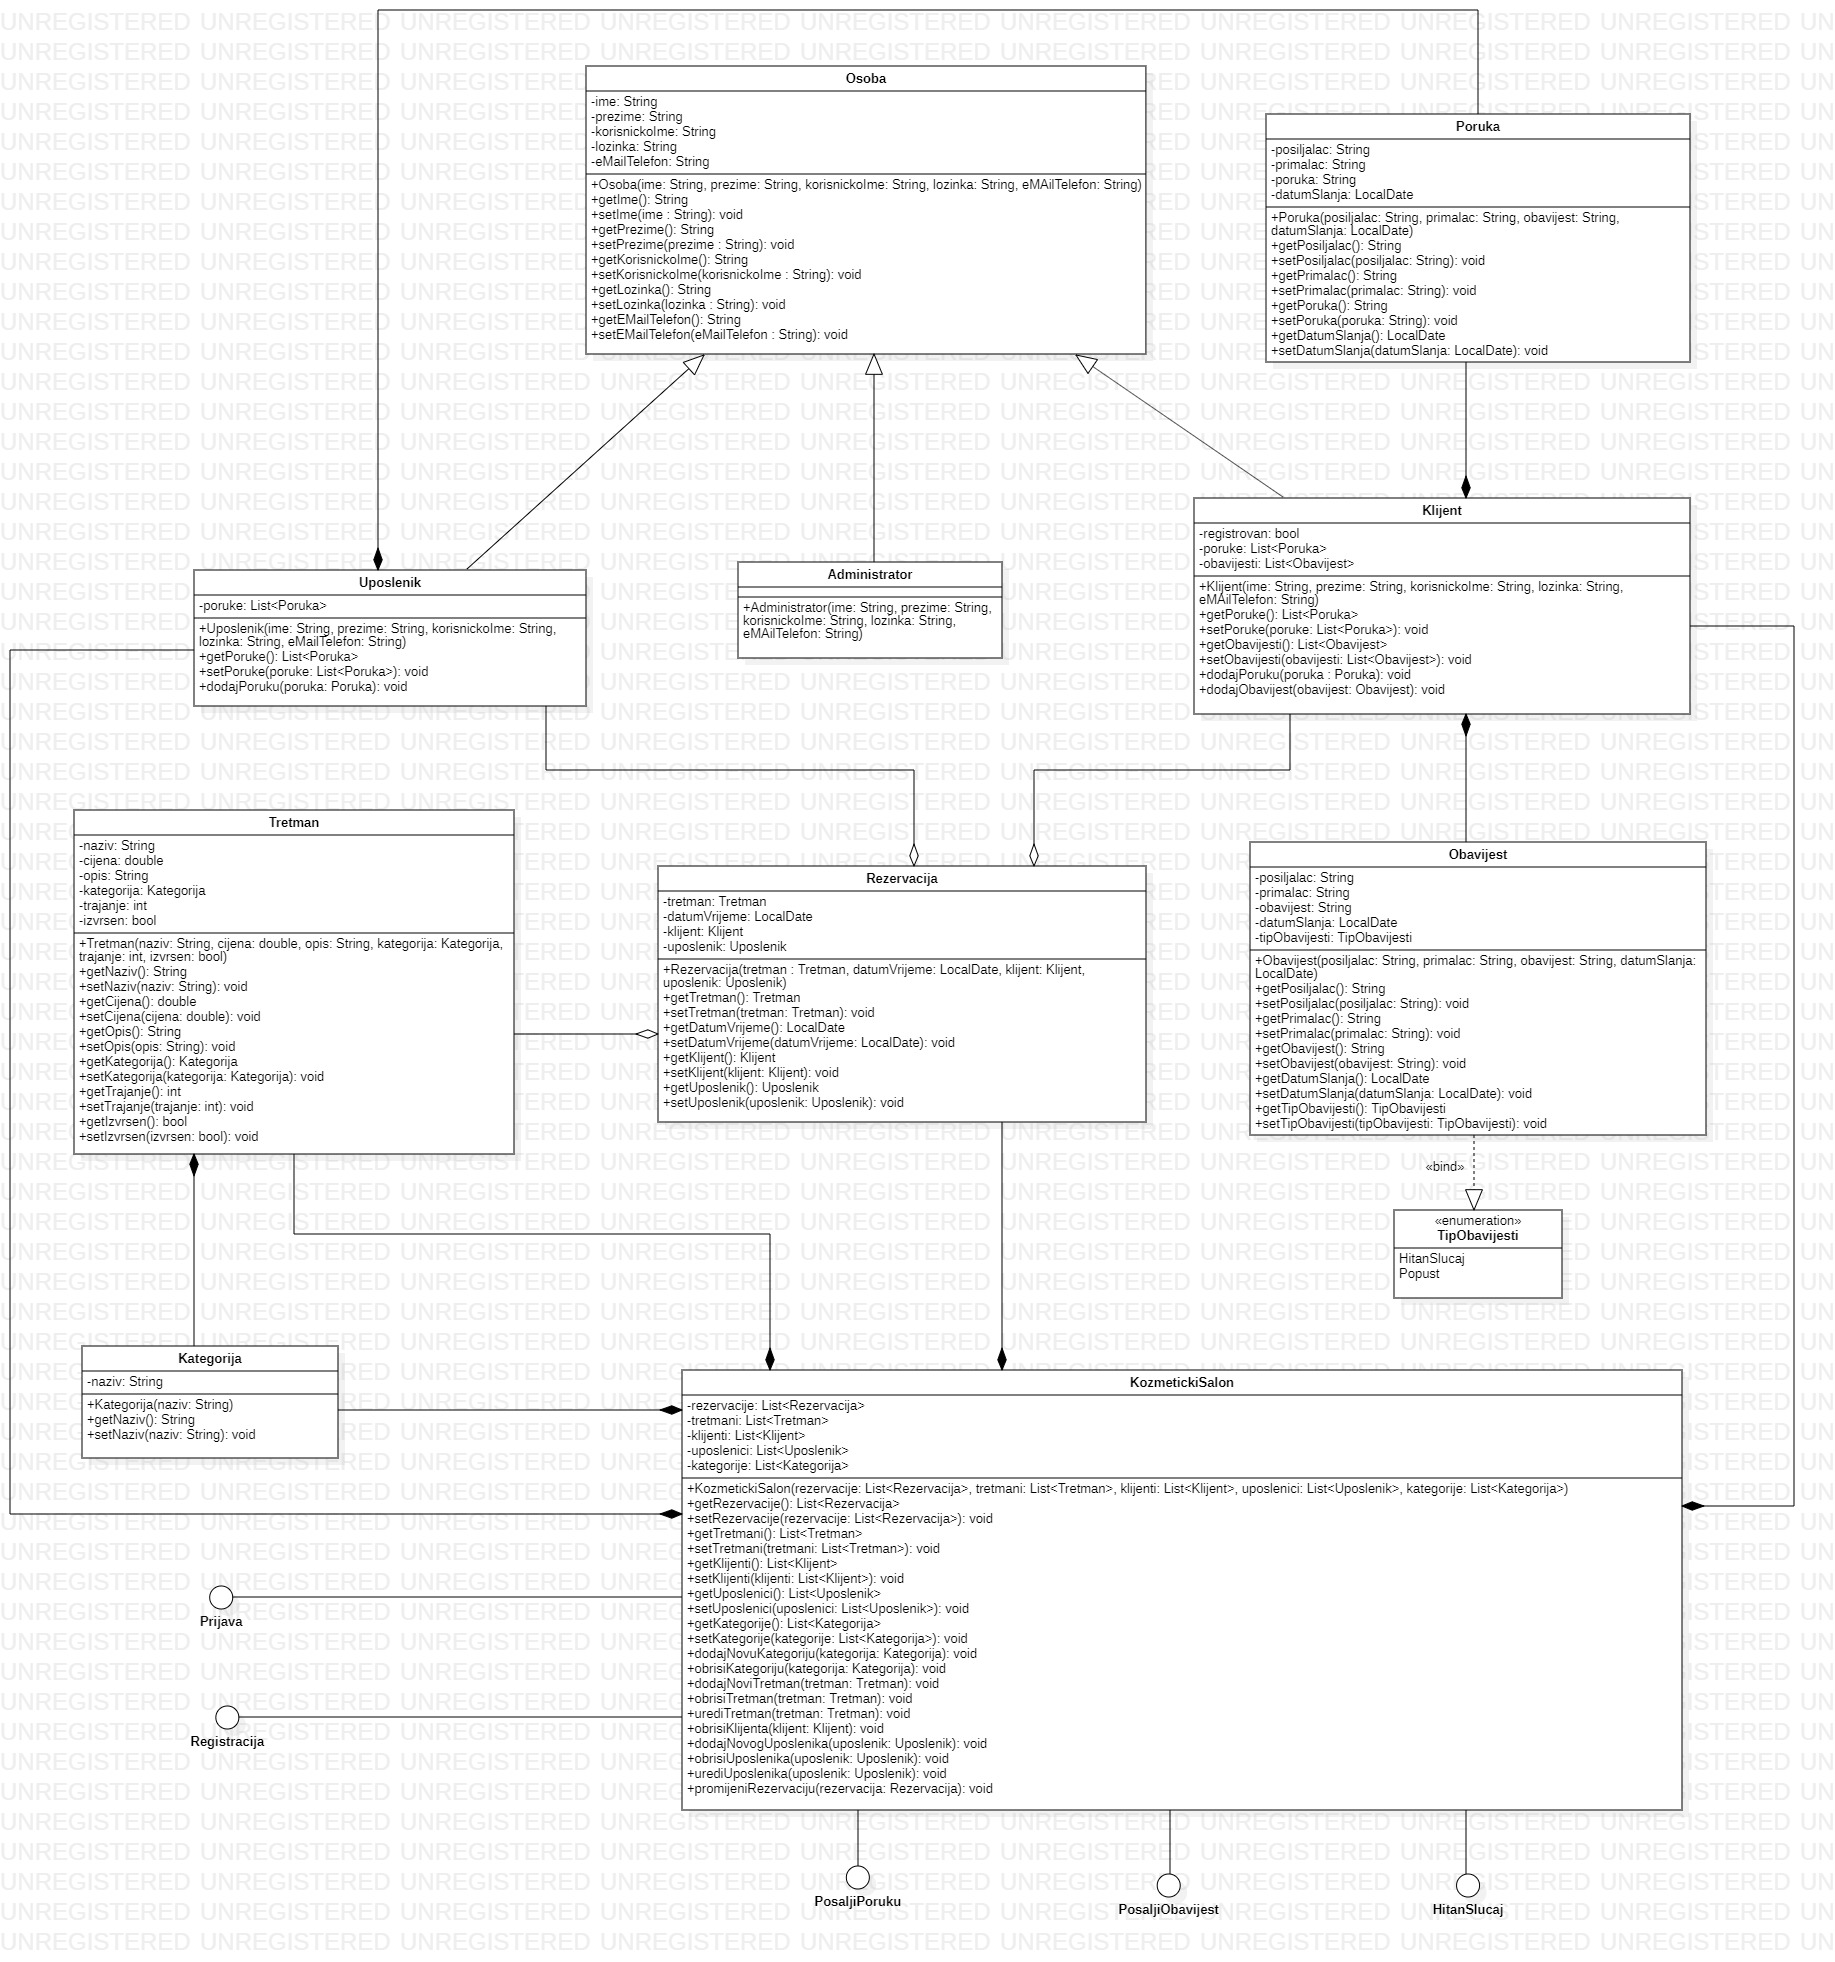 Osoba
-ime: String
-prezime: String
-korisnickoIme: String
-lozinka: String
-eMailTelefon: String
+Osoba(ime: String, prezime: String, korisnickoIme: String, lozinka: String, eMAilTelefon: String)
+getIme(): String
+setIme(ime : String): void
+getPrezime(): String
+setPrezime(prezime : String): void
+getKorisnickoIme(): String
+setKorisnickoIme(korisnickoIme : String): void
+getLozinka(): String
+setLozinka(lozinka : String): void
+getEMailTelefon(): String
+setEMailTelefon(eMailTelefon : String): void
Poruka
-posiljalac: String
-primalac: String
-poruka: String
-datumSlanja: LocalDate
+Poruka(posiljalac: String, primalac: String, obavijest: String,
datumSlanja: LocalDate)
+getPosiljalac(): String
+setPosiljalac(posiljalac: String): void
+getPrimalac(): String
+setPrimalac(primalac: String): void
+getPoruka(): String
+setPoruka(poruka: String): void
+getDatumSlanja(): LocalDate
+setDatumSlanja(datumSlanja: LocalDate): void
Uposlenik
-poruke: List<Poruka>
+Uposlenik(ime: String, prezime: String, korisnickoIme: String,
lozinka: String, eMailTelefon: String)
+getPoruke(): List<Poruka>
+setPoruke(poruke: List<Poruka>): void
+dodajPoruku(poruka: Poruka): void
Administrator
+Administrator(ime: String, prezime: String,
korisnickoIme: String, lozinka: String,
eMAilTelefon: String)
Klijent
-registrovan: bool
-poruke: List<Poruka>
-obavijesti: List<Obavijest>
+Klijent(ime: String, prezime: String, korisnickoIme: String, lozinka: String,
eMAilTelefon: String)
+getPoruke(): List<Poruka>
+setPoruke(poruke: List<Poruka>): void
+getObavijesti(): List<Obavijest>
+setObavijesti(obavijesti: List<Obavijest>): void
+dodajPoruku(poruka : Poruka): void
+dodajObavijest(obavijest: Obavijest): void
Tretman
-naziv: String
-cijena: double
-opis: String
-kategorija: Kategorija
-trajanje: int
-izvrsen: bool
+Tretman(naziv: String, cijena: double, opis: String, kategorija: Kategorija,
trajanje: int, izvrsen: bool)
+getNaziv(): String
+setNaziv(naziv: String): void
+getCijena(): double
+setCijena(cijena: double): void
+getOpis(): String
+setOpis(opis: String): void
+getKategorija(): Kategorija
+setKategorija(kategorija: Kategorija): void
+getTrajanje(): int
+setTrajanje(trajanje: int): void
+getIzvrsen(): bool
+setIzvrsen(izvrsen: bool): void
Rezervacija
-tretman: Tretman
-datumVrijeme: LocalDate
-klijent: Klijent
-uposlenik: Uposlenik
+Rezervacija(tretman : Tretman, datumVrijeme: LocalDate, klijent: Klijent,
uposlenik: Uposlenik)
+getTretman(): Tretman
+setTretman(tretman: Tretman): void
+getDatumVrijeme(): LocalDate
+setDatumVrijeme(datumVrijeme: LocalDate): void
+getKlijent(): Klijent
+setKlijent(klijent: Klijent): void
+getUposlenik(): Uposlenik
+setUposlenik(uposlenik: Uposlenik): void
Obavijest
-posiljalac: String
-primalac: String
-obavijest: String
-datumSlanja: LocalDate
-tipObavijesti: TipObavijesti
+Obavijest(posiljalac: String, primalac: String, obavijest: String, datumSlanja:
LocalDate)
+getPosiljalac(): String
+setPosiljalac(posiljalac: String): void
+getPrimalac(): String
+setPrimalac(primalac: String): void
+getObavijest(): String
+setObavijest(obavijest: String): void
+getDatumSlanja(): LocalDate
+setDatumSlanja(datumSlanja: LocalDate): void
+getTipObavijesti(): TipObavijesti
+setTipObavijesti(tipObavijesti: TipObavijesti): void
«bind»
«enumeration»
TipObavijesti
HitanSlucaj
Popust
Kategorija
-naziv: String
+Kategorija(naziv: String)
+getNaziv(): String
+setNaziv(naziv: String): void
KozmetickiSalon
-rezervacije: List<Rezervacija>
-tretmani: List<Tretman>
-klijenti: List<Klijent>
-uposlenici: List<Uposlenik>
-kategorije: List<Kategorija>
+KozmetickiSalon(rezervacije: List<Rezervacija>, tretmani: List<Tretman>, klijenti: List<Klijent>, uposlenici: List<Uposlenik>, kategorije: List<Kategorija>)
+getRezervacije(): List<Rezervacija>
+setRezervacije(rezervacije: List<Rezervacija>): void
+getTretmani(): List<Tretman>
+setTretmani(tretmani: List<Tretman>): void
+getKlijenti(): List<Klijent>
+setKlijenti(klijenti: List<Klijent>): void
+getUposlenici(): List<Uposlenik>
+setUposlenici(uposlenici: List<Uposlenik>): void
+getKategorije(): List<Kategorija>
+setKategorije(kategorije: List<Kategorija>): void
+dodajNovuKategoriju(kategorija: Kategorija): void
+obrisiKategoriju(kategorija: Kategorija): void
+dodajNoviTretman(tretman: Tretman): void
+obrisiTretman(tretman: Tretman): void
+urediTretman(tretman: Tretman): void
+obrisiKlijenta(klijent: Klijent): void
+dodajNovogUposlenika(uposlenik: Uposlenik): void
+obrisiUposlenika(uposlenik: Uposlenik): void
+urediUposlenika(uposlenik: Uposlenik): void
+promijeniRezervaciju(rezervacija: Rezervacija): void
Prijava
Registracija
PosaljiPoruku
PosaljiObavijest
HitanSlucaj